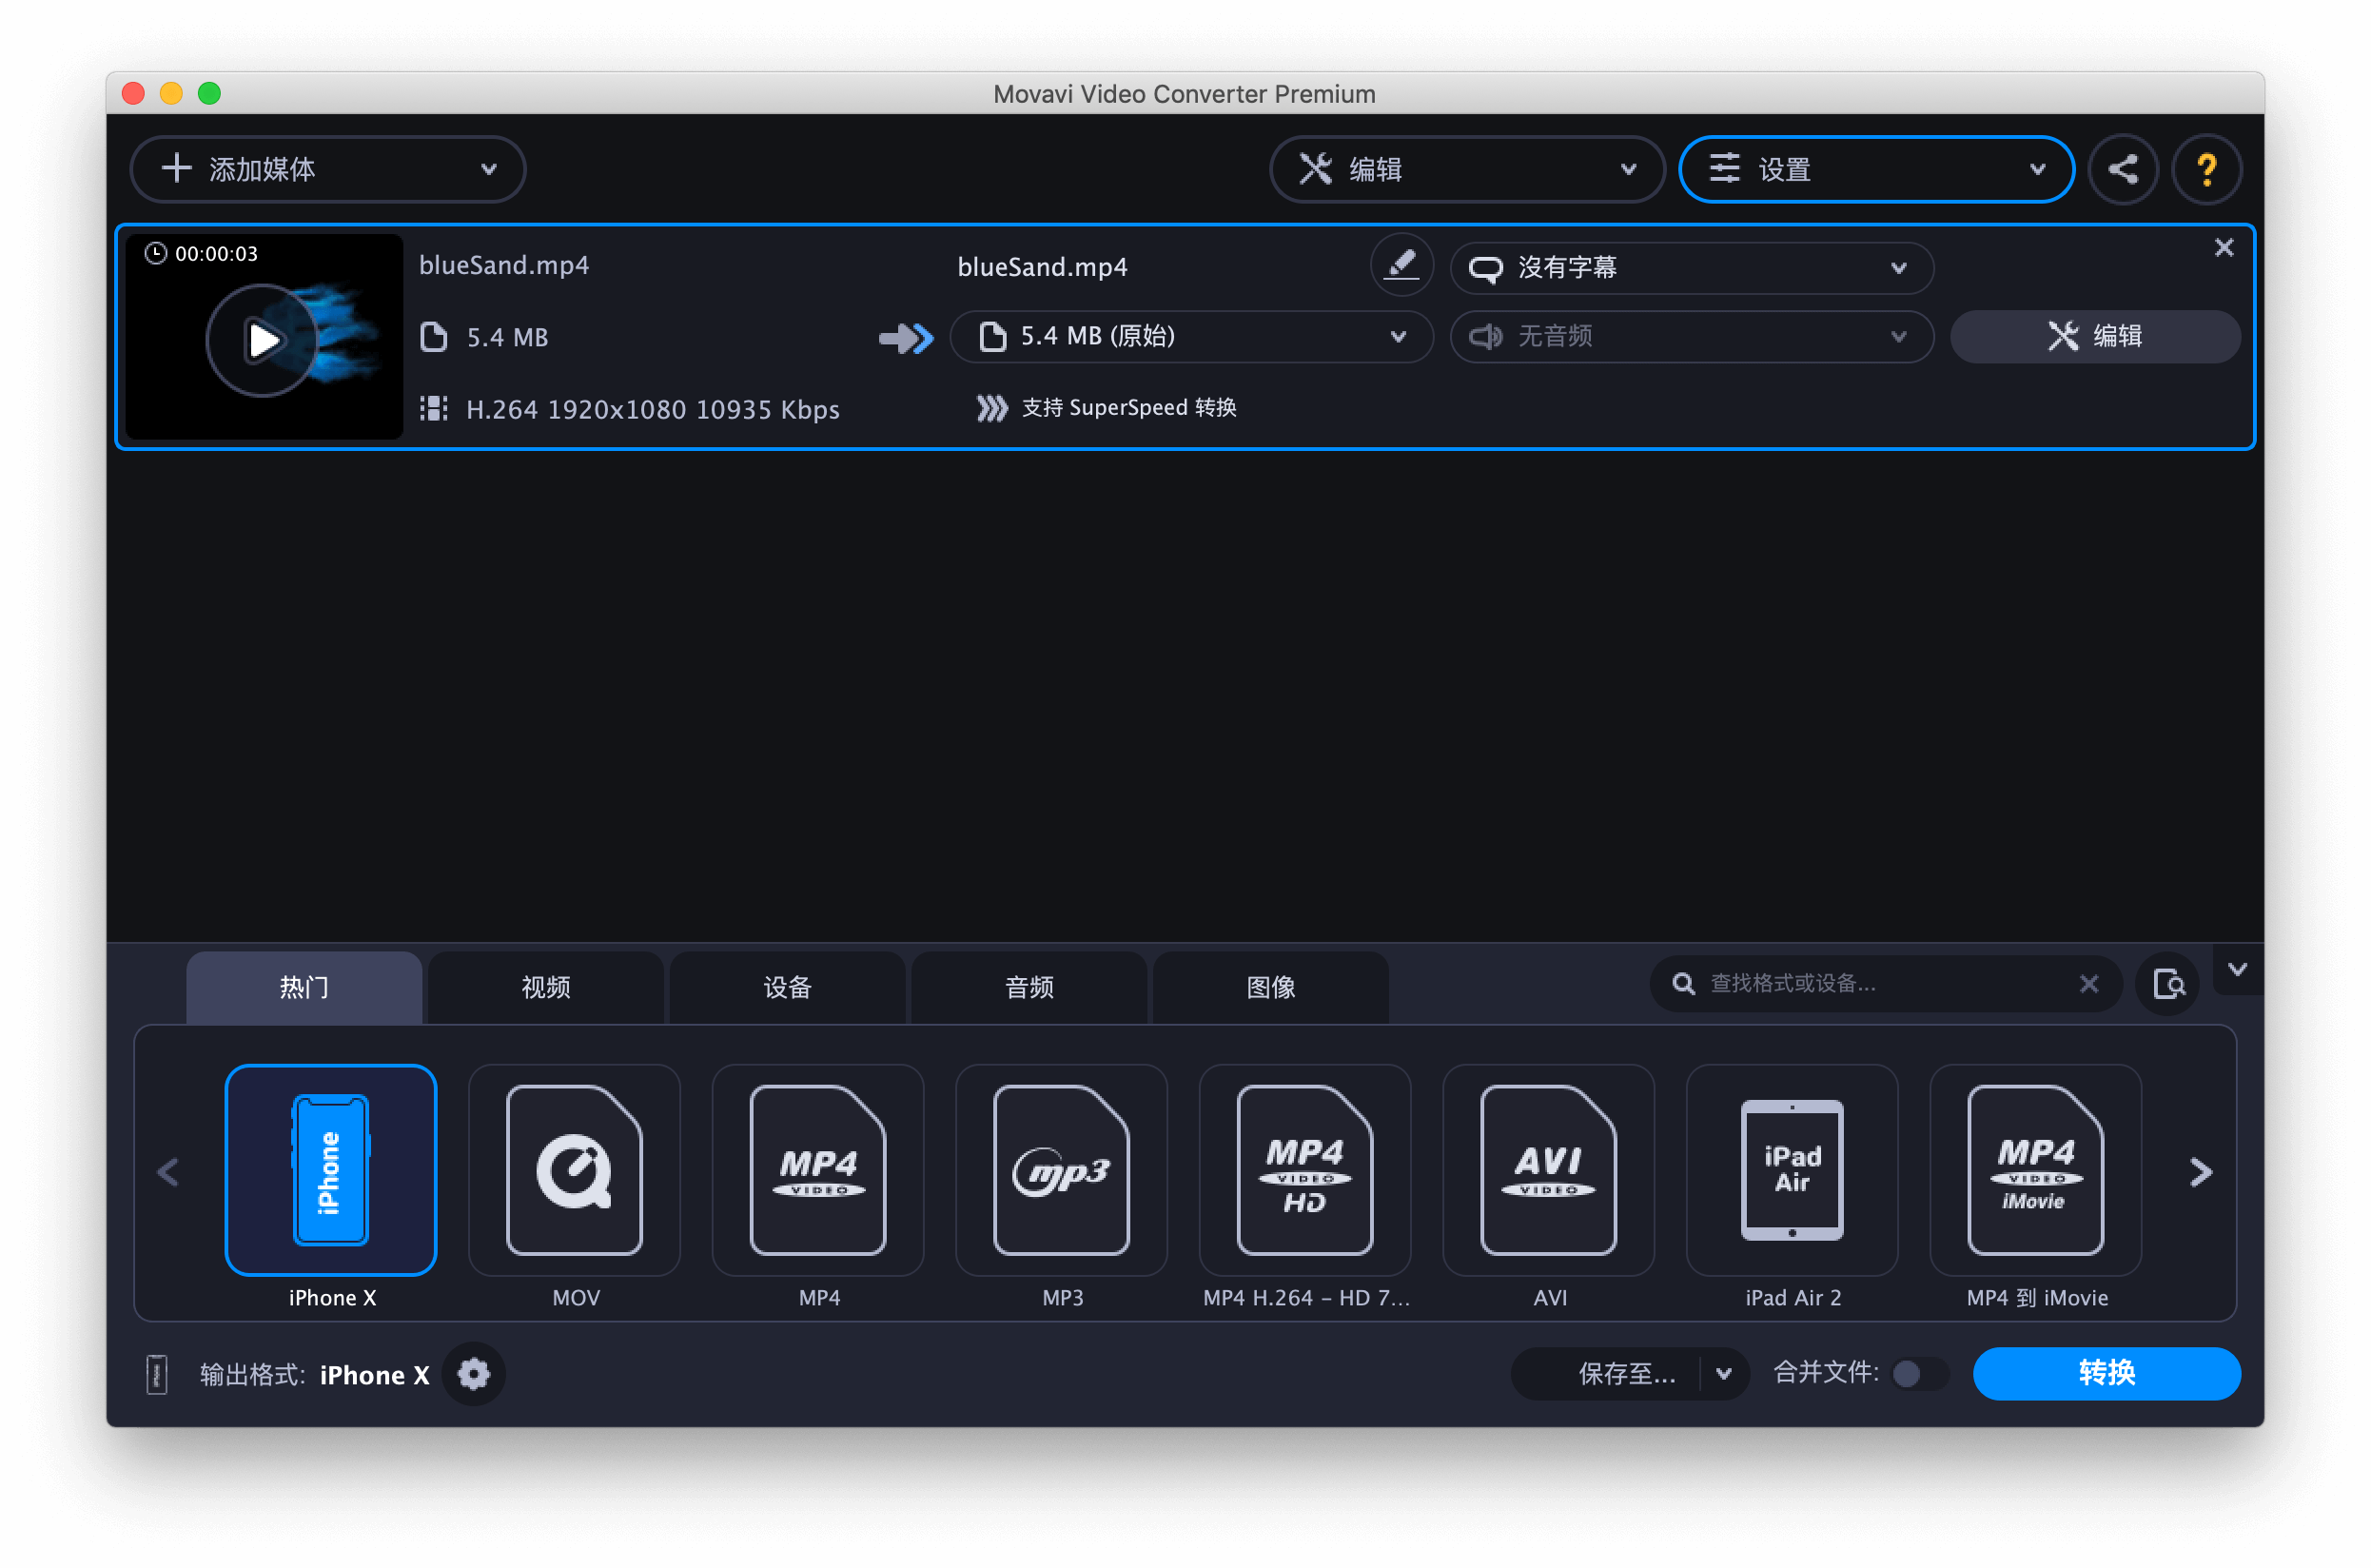 Movavi Video Converter Premium
添加媒体
编辑
设置
?
00:00:03
blueSand.mp4
blueSand.mp4
沒有字幕
5.4 MB
5.4 MB (原始)
无音频
编辑
H.264 1920x1080 10935 Kbps
支持 SuperSpeed 转换
热门
视频
设备
音频
图像
查找格式或设备...
iPhone
MP4
VIDEO
mp3
MP4
VIDEO
HD
AVI
VIDEO
iPad
Air
MP4
VIDEO
iMovie
iPhone X
MOV
MP4
MP3
MP4 H.264 – HD 7...
AVI
iPad Air 2
MP4 到 iMovie
输出格式: iPhone X
保存至...
合并文件:
转换